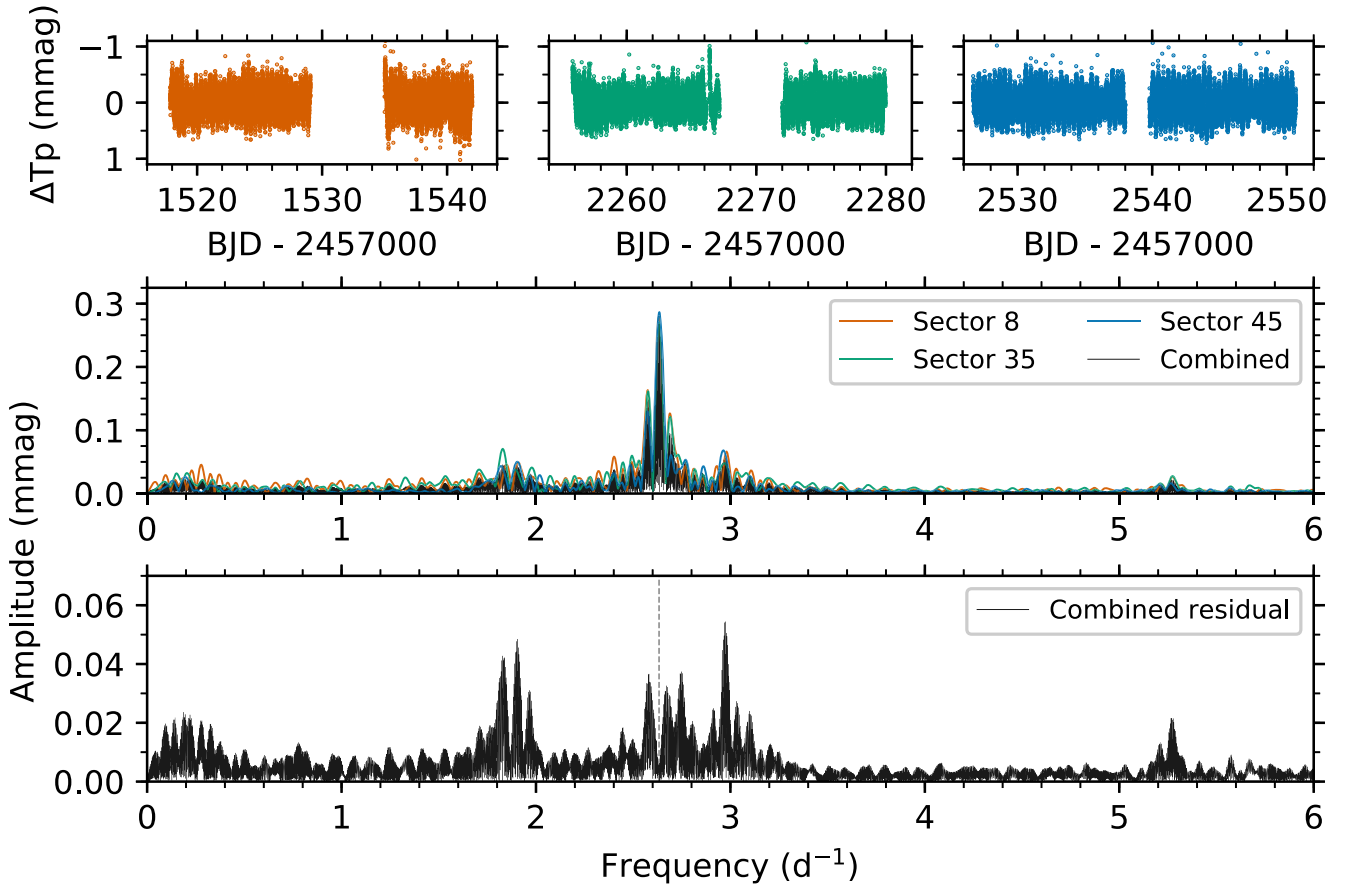 ΔTp (mmag)
−1
0
1
1520 1530 1540
2260 2270 2280
2530 2540 2550
BJD - 2457000
BJD - 2457000
BJD - 2457000
Amplitude (mmag)
0.3
0.2
0.1
0.0
Sector 8
Sector 35
Sector 45
Combined
0 1 2 3 4 5 6
0.06
0.04
0.02
0.00
Combined residual
0 1 2 3 4 5 6
Frequency (d⁻¹)